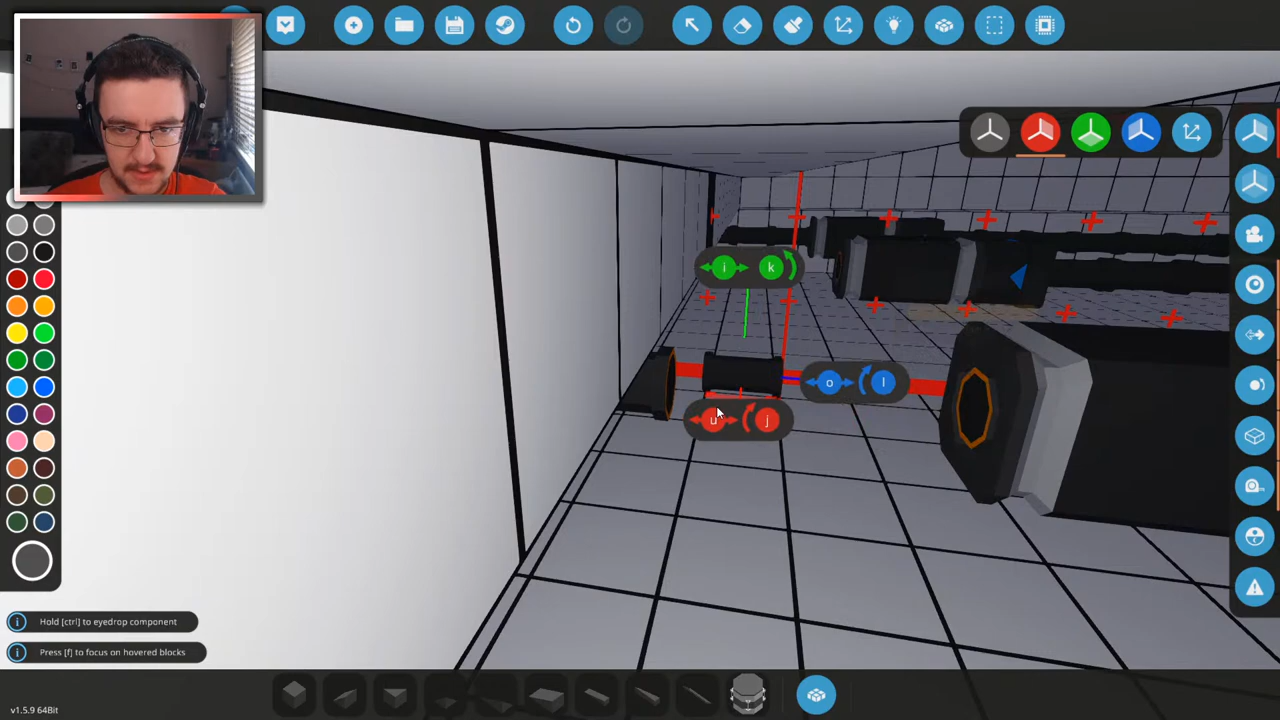 i k
o l
u j
Hold [ctrl] to eyedrop component
Press [f] to focus on hovered blocks
v1.5.9 64Bit